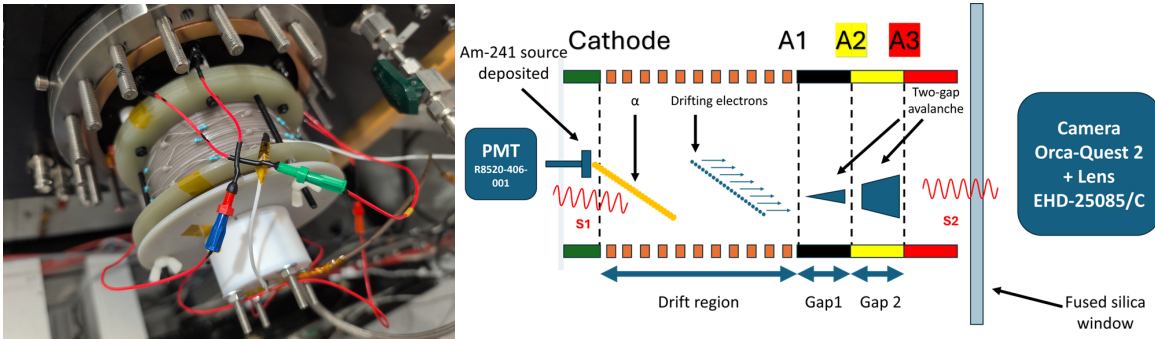 Cathode
A1
A2
A3
Am-241 source
deposited
α
Drifting electrons
Two-gap
avalanche
PMT
R8520-406-
001
S1
S2
Camera
Orca-Quest 2
+ Lens
EHD-25085/C
Drift region
Gap1
Gap 2
Fused silica
window